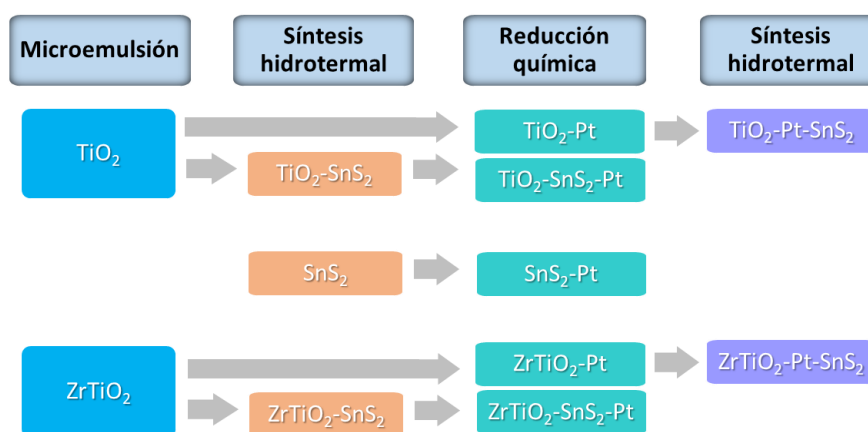 Microemulsión
Síntesis
hidrotermal
Reducción
química
Síntesis
hidrotermal
TiO₂
TiO₂-Pt
TiO₂-Pt-SnS₂
TiO₂-SnS₂
TiO₂-SnS₂-Pt
SnS₂
SnS₂-Pt
ZrTiO₂
ZrTiO₂-Pt
ZrTiO₂-Pt-SnS₂
ZrTiO₂-SnS₂
ZrTiO₂-SnS₂-Pt